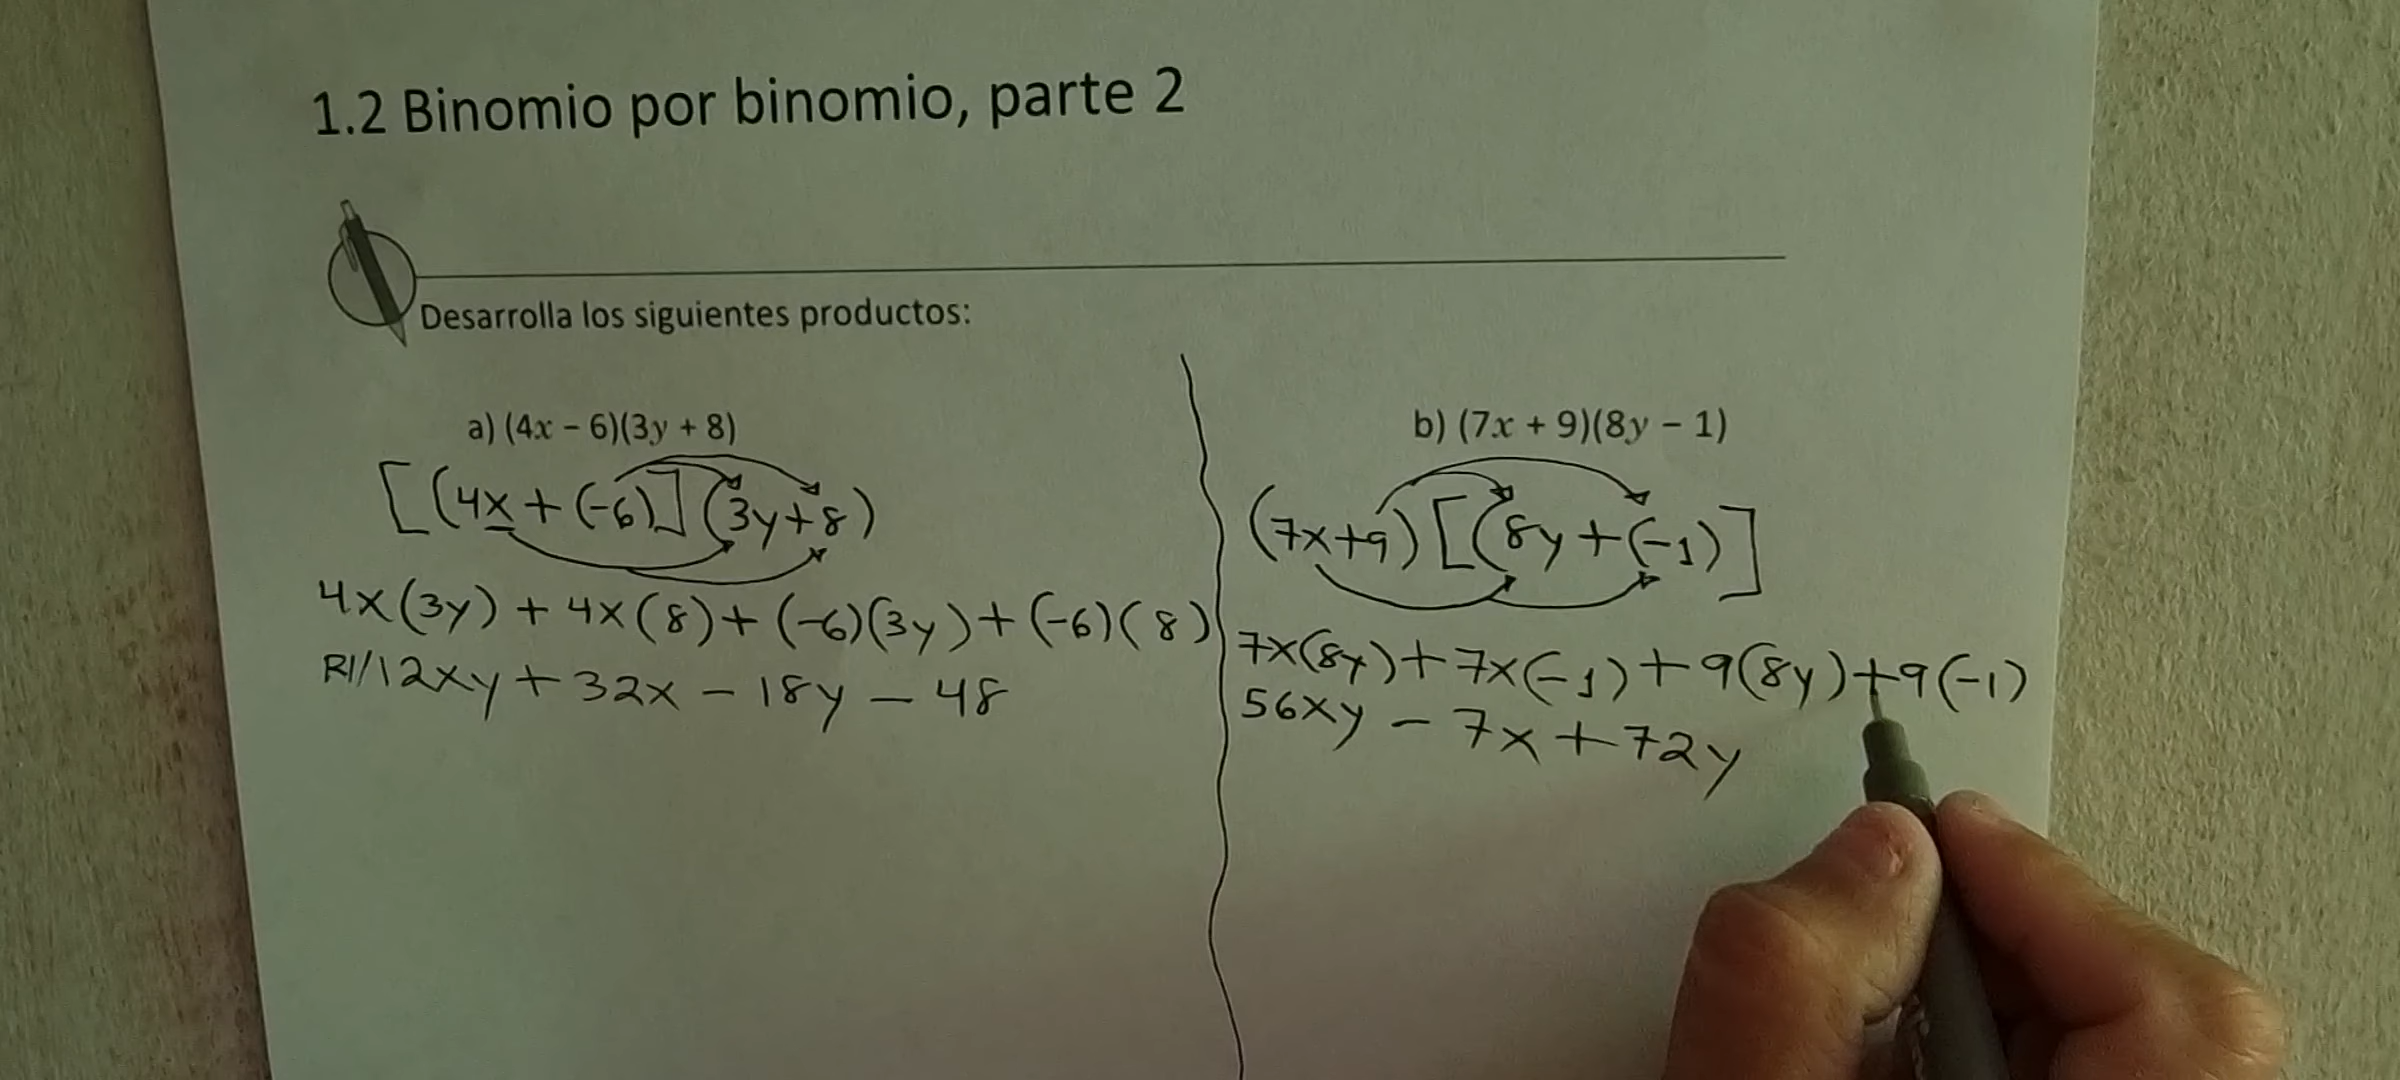 1.2 Binomio por binomio, parte 2
Desarrolla los siguientes productos:
a) (4x – 6)(3y + 8)
[(4x + (-6)] (3y+8)
4x(3y) + 4x(8) + (-6)(3y) + (-6)(8)
R// 12xy + 32x - 18y - 48
b) (7x + 9)(8y – 1)
(7x+9) [(8y + (-1)]
7x(8y) + 7x(-1) + 9(8y) + 9(-1)
56xy - 7x + 72y